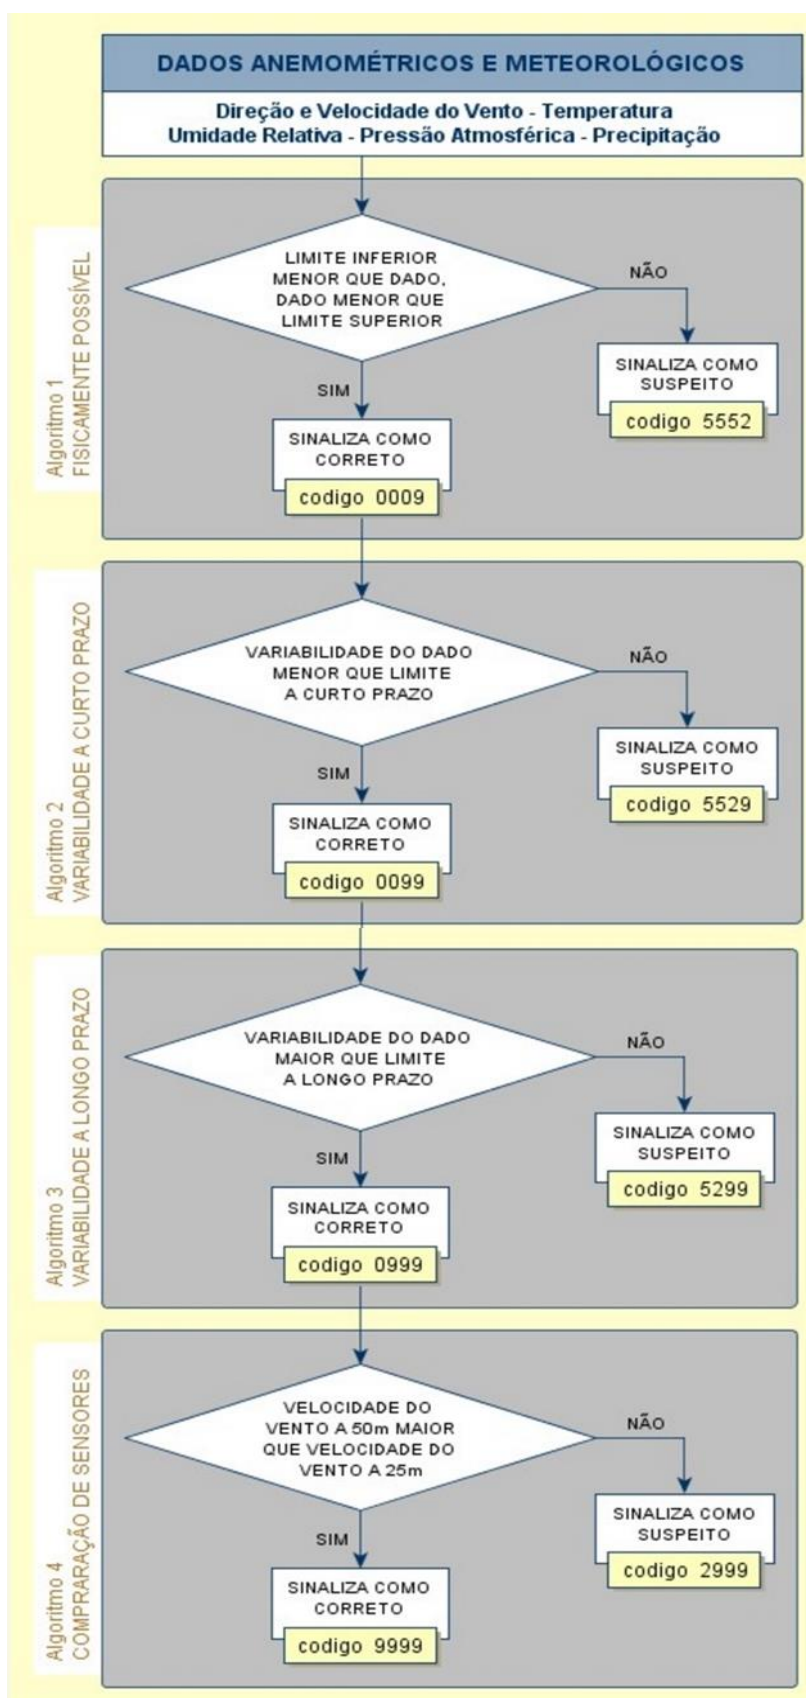 DADOS ANEMOMÉTRICOS E METEOROLÓGICOS
Direção e Velocidade do Vento - Temperatura
Umidade Relativa - Pressão Atmosférica - Precipitação
Algoritmo 1
FISICAMENTE POSSÍVEL
LIMITE INFERIOR
MENOR QUE DADO,
DADO MENOR QUE
LIMITE SUPERIOR
NÃO
SINALIZA COMO
SUSPEITO
codigo 5552
SIM
SINALIZA COMO
CORRETO
codigo 0009
Algoritmo 2
VARIABILIDADE A CURTO PRAZO
VARIABILIDADE DO DADO
MENOR QUE LIMITE
A CURTO PRAZO
NÃO
SINALIZA COMO
SUSPEITO
codigo 5529
SIM
SINALIZA COMO
CORRETO
codigo 0099
Algoritmo 3
VARIABILIDADE A LONGO PRAZO
VARIABILIDADE DO DADO
MAIOR QUE LIMITE
A LONGO PRAZO
NÃO
SINALIZA COMO
SUSPEITO
codigo 5299
SIM
SINALIZA COMO
CORRETO
codigo 0999
Algoritmo 4
COMPRARAÇÃO DE SENSORES
VELOCIDADE DO
VENTO A 50m MAIOR
QUE VELOCIDADE DO
VENTO A 25m
NÃO
SINALIZA COMO
SUSPEITO
codigo 2999
SIM
SINALIZA COMO
CORRETO
codigo 9999